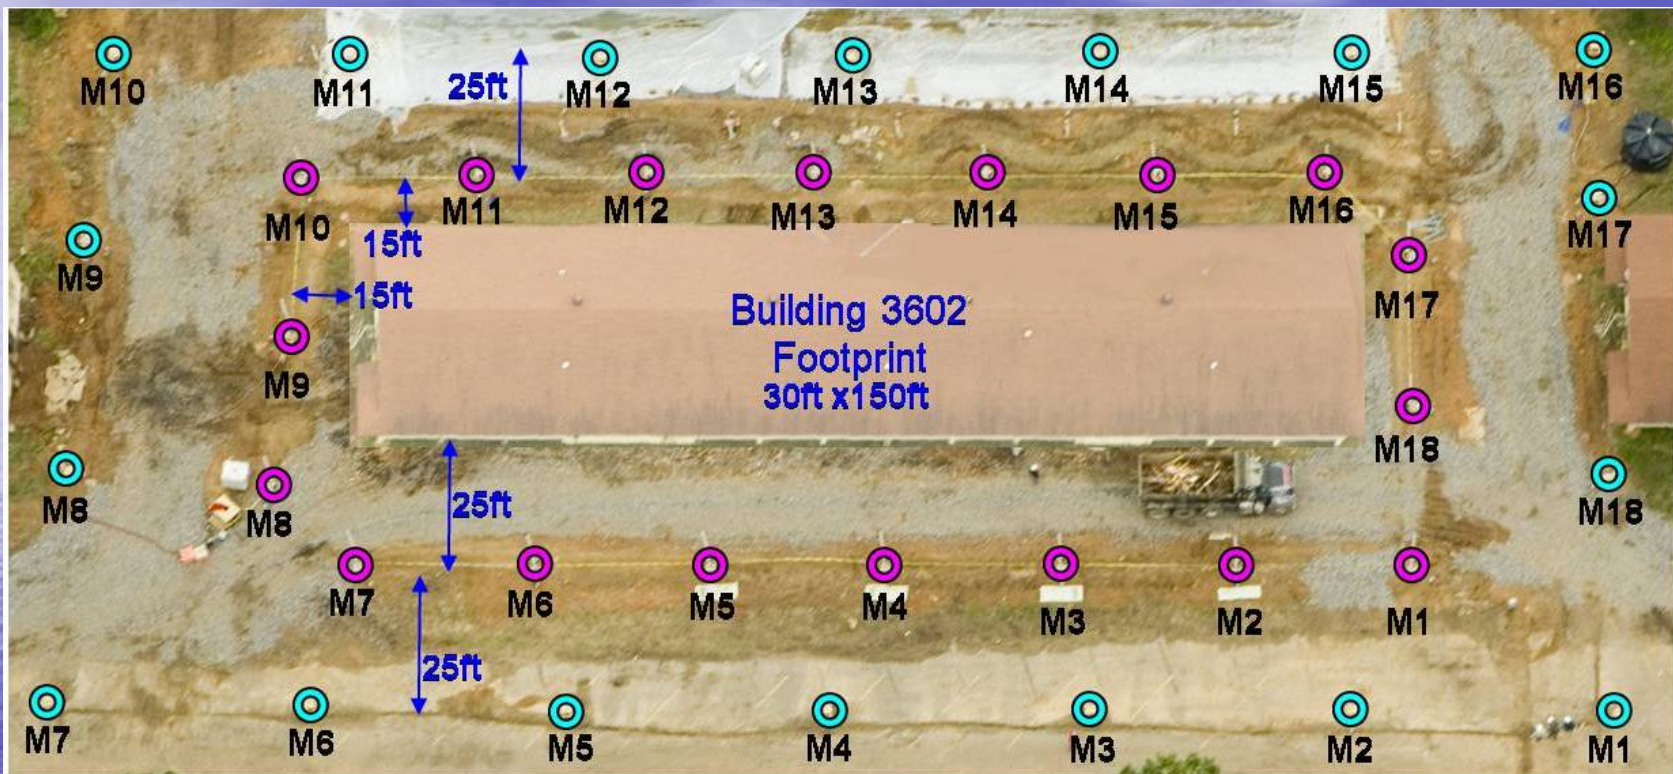 M10 M11 25ft M12 M13 M14 M15 M16
M10 M11 M12 M13 M14 M15 M16 M17
15ft
M9
15ft
Building 3602
Footprint
30ft x150ft
M17
M9
M18
M8 M8 25ft M18
M7 M6 M5 M4 M3 M2 M1
25ft
M7 M6 M5 M4 M3 M2 M1